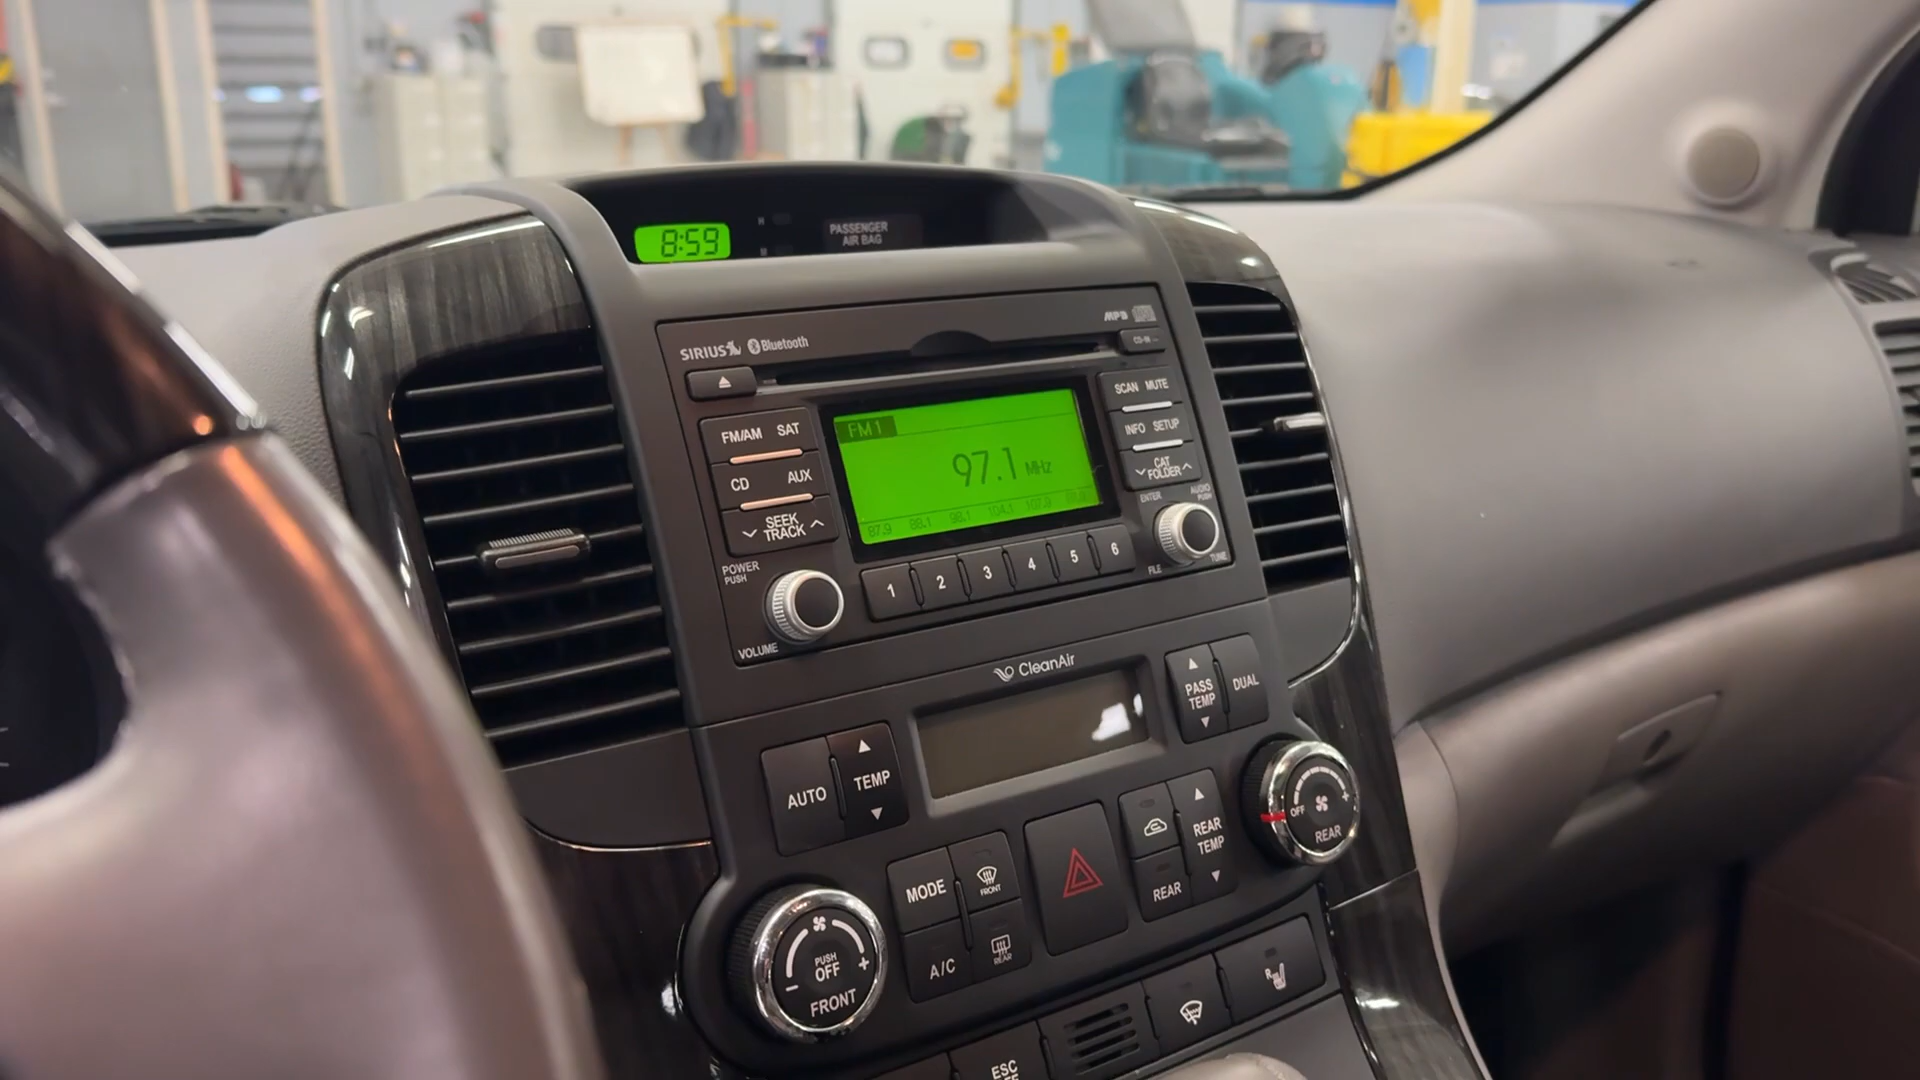 8:59
H
M
PASSENGER
AIR BAG
SIRIUS
Bluetooth
MP3
CD-IN
FM/AM SAT
CD AUX
SEEK
TRACK
POWER
PUSH
VOLUME
FM1
97.1 MHz
87.9 88.1 98.1 104.1 107.9
1 2 3 4 5 6
SCAN MUTE
INFO SETUP
CAT
FOLDER
ENTER
AUDIO
PUSH
FILE
TUNE
CleanAir
AUTO
TEMP
PASS
TEMP
DUAL
MODE
FRONT
A/C
REAR
REAR
TEMP
REAR
OFF
REAR
PUSH
OFF
FRONT
R
ESC